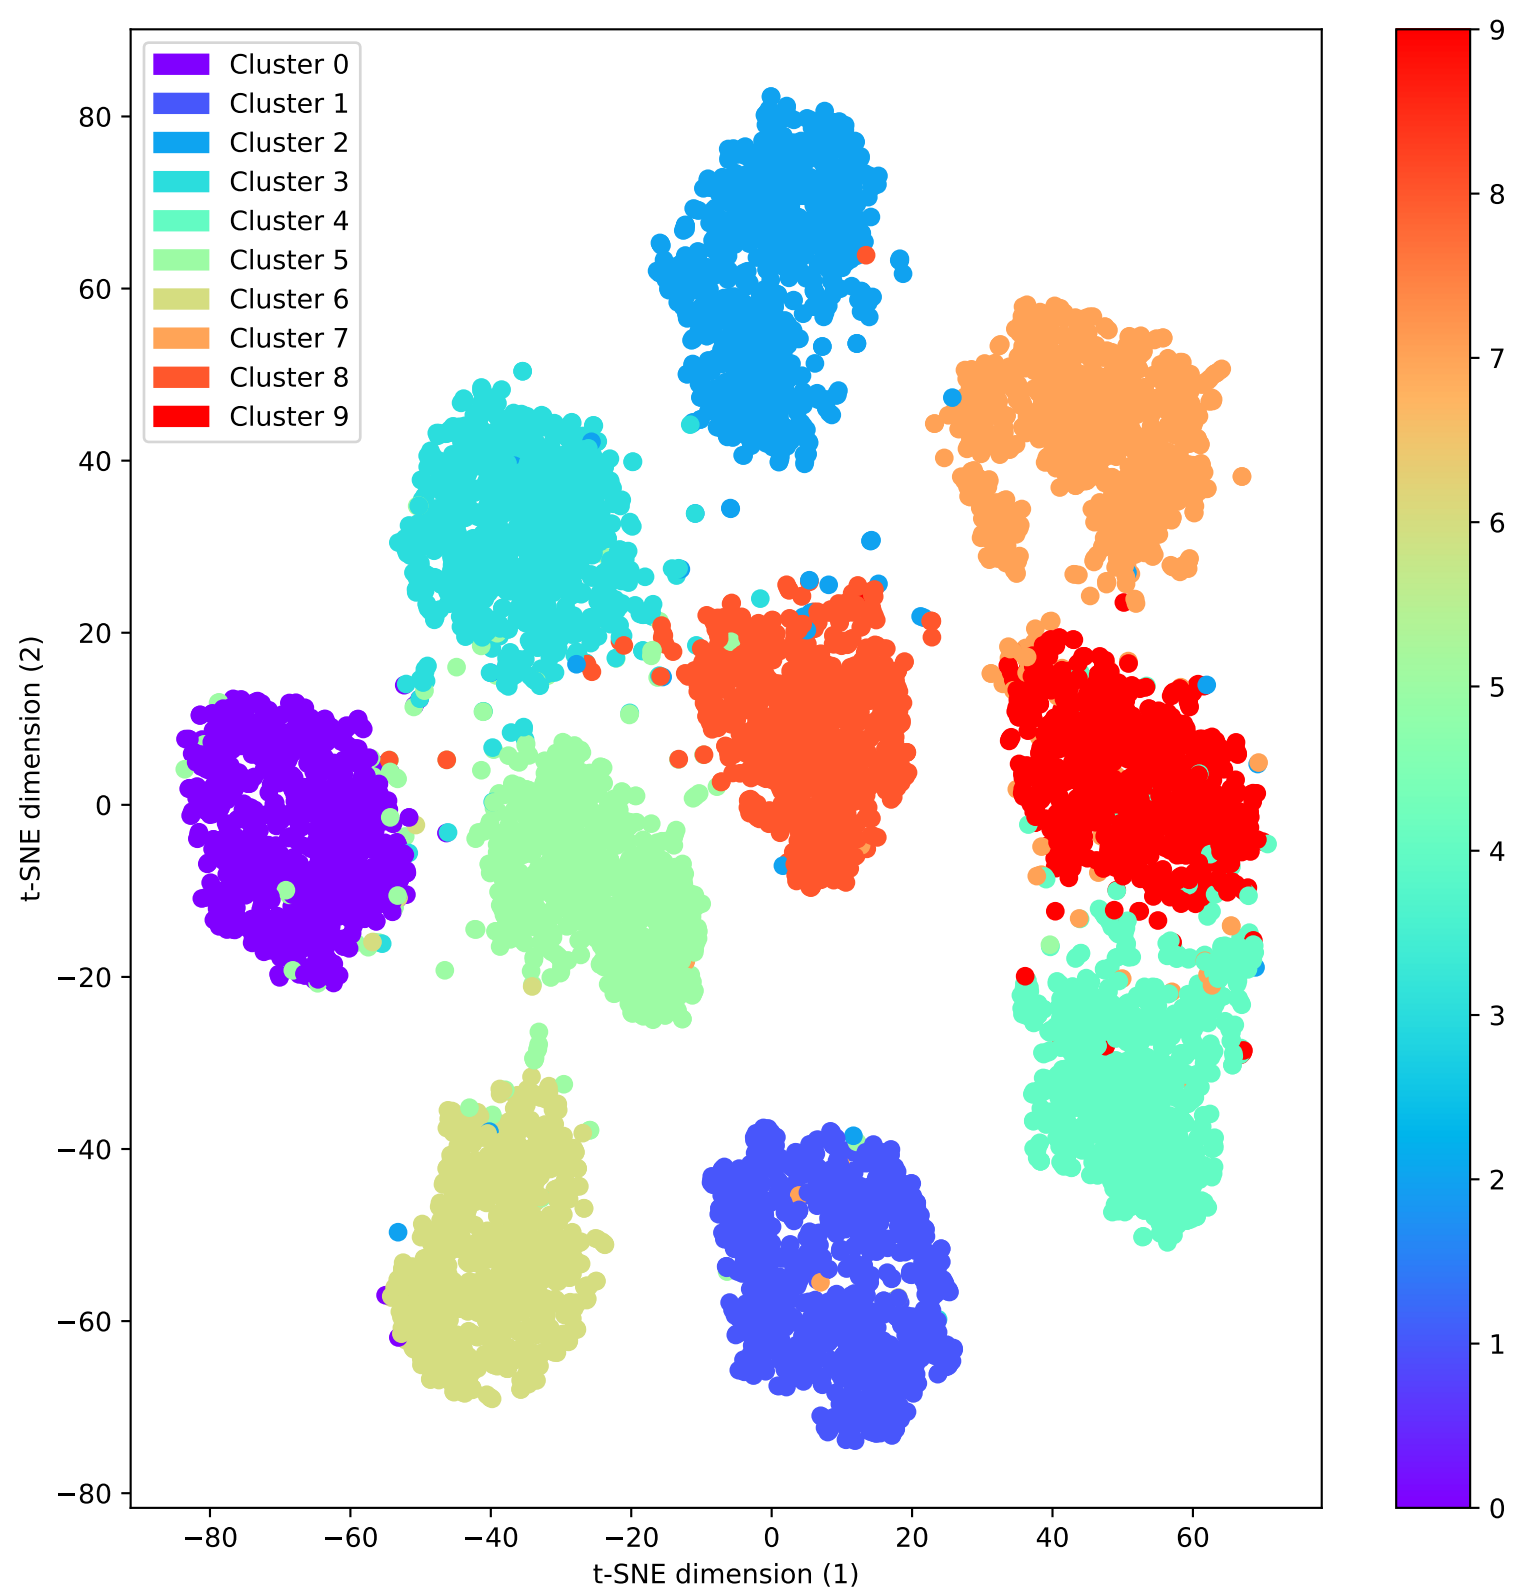 Cluster 0
Cluster 1
Cluster 2
Cluster 3
Cluster 4
Cluster 5
Cluster 6
Cluster 7
Cluster 8
Cluster 9
80
60
40
20
0
−20
−40
−60
−80
t-SNE dimension (2)
−80 −60 −40 −20 0 20 40 60
t-SNE dimension (1)
9
8
7
6
5
4
3
2
1
0